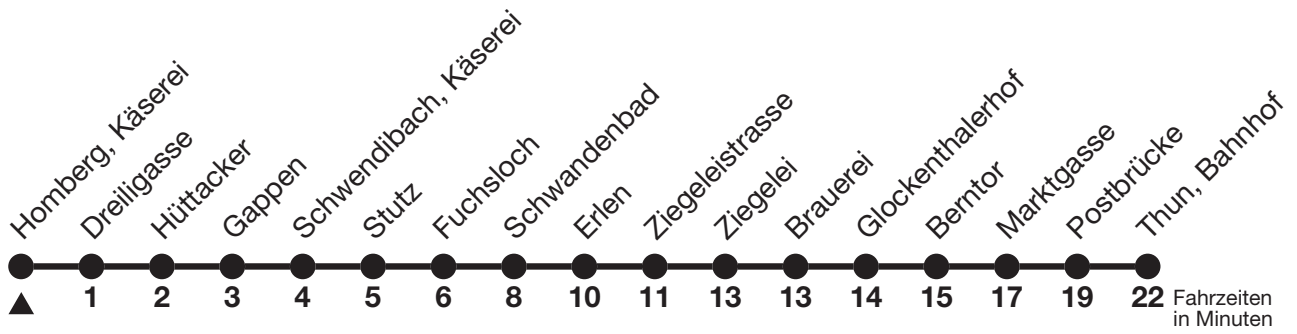 Homberg, Käserei
Dreiligasse
Hüttacker
Gappen
Schwendibach, Käserei
Stutz
Fuchsloch
Schwandenbad
Erlen
Ziegeleistrasse
Ziegelei
Brauerei
Glockenthalerhof
Berntor
Marktgasse
Postbrücke
Thun, Bahnhof
1 2 3 4 5 6 8 10 11 13 13 14 15 17 19 22 Fahrzeiten
in Minuten